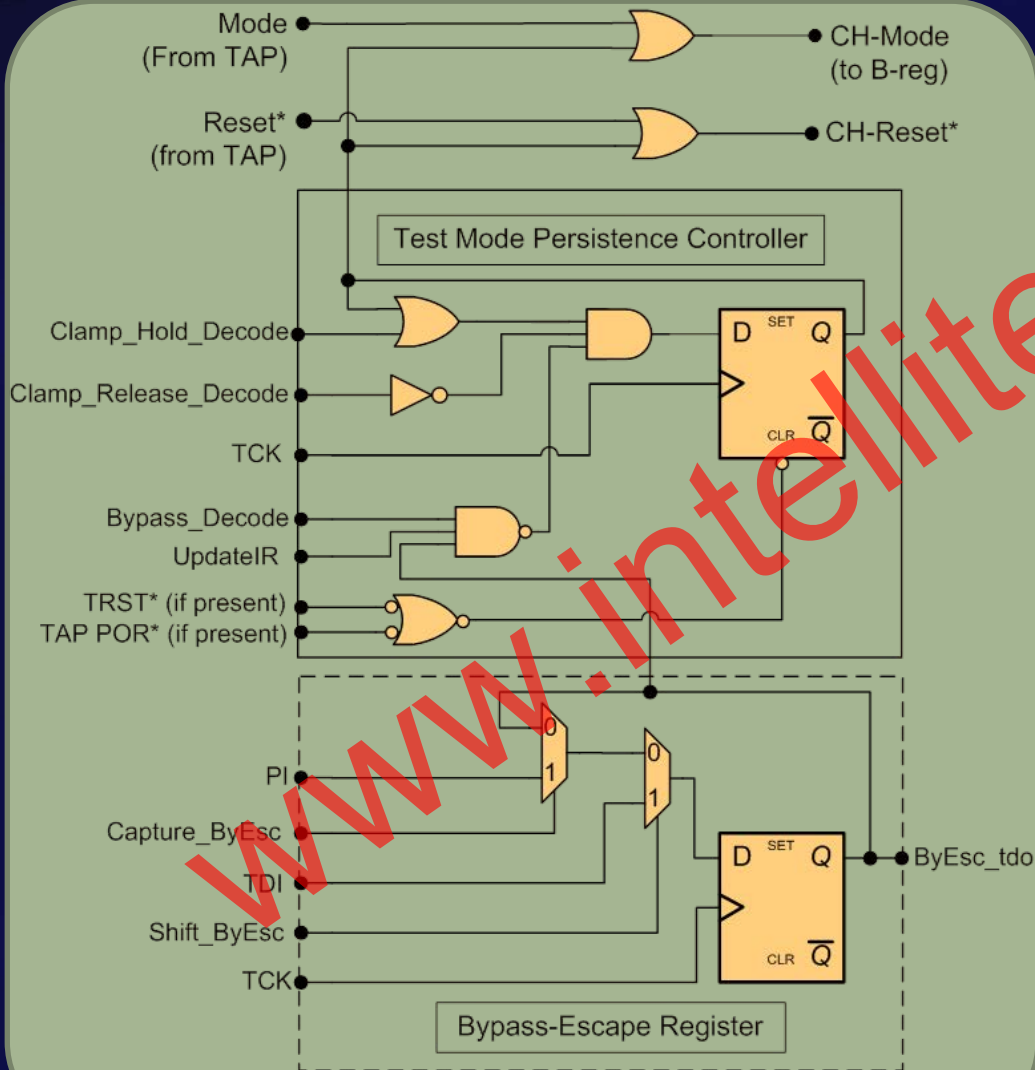 Mode
(From TAP)
CH-Mode
(to B-reg)
Reset*
(from TAP)
CH-Reset*
Test Mode Persistence Controller
Clamp_Hold_Decode
D SET Q
Clamp_Release_Decode
CLR Q
TCK
Bypass_Decode
UpdateIR
TRST* (if present)
TAP POR* (if present)
0
0
PI
1
1
Capture_ByEsc
D SET Q
ByEsc_tdo
TDI
Shift_ByEsc
CLR Q
TCK
Bypass-Escape Register
www.intellite